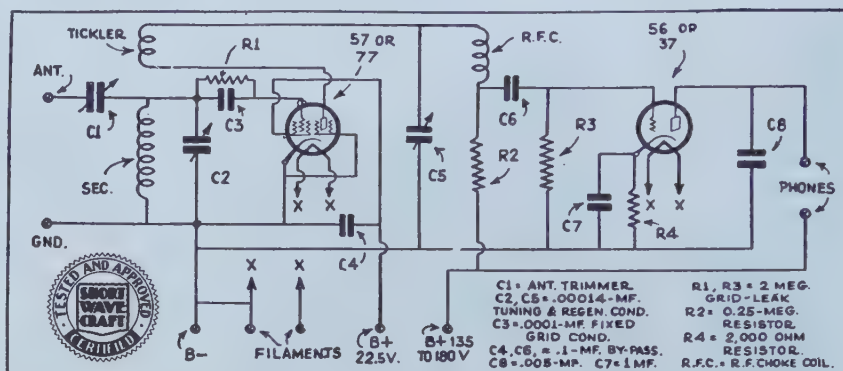 TICKLER
R1
57 OR
77
R.F.C.
56 OR
37
ANT.
C1
C3
SEC.
C2
C5
C6
R2
R3
C8
PHONES
C7
X X
R4
X X
GND.
C4
X X
TESTED AND APPROVED
SHORT
WAVE
CRAFT
CERTIFIED
B-
FILAMENTS
B+
22.5V.
B+ 135
TO 180 V
C1= ANT. TRIMMER
C2, C5= .00014-MF.
TUNING & REGEN. COND.
C3=.0001-MF. FIXED
GRID COND.
C4,C6, = .1-MF. BY-PASS.
C8=.005-MF. C7=1 MF.
R1, R3 = 2 MEG.
GRID-LEAK
R2= 0.25-MEG.
RESISTOR
R4= 2,000 OHM
RESISTOR.
R.F.C.= R.F. CHOKE COIL.